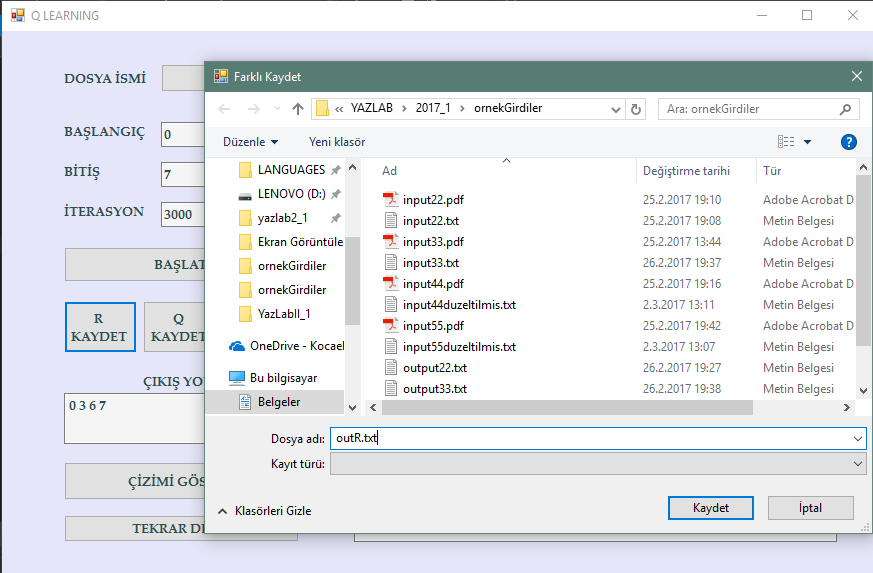 Q LEARNING
DOSYA İSMİ
BAŞLANGIÇ 0
BİTİŞ 7
İTERASYON 3000
BAŞLAT
R
KAYDET
Q
KAYDET
ÇIKIŞ YO
0 3 6 7
ÇİZİMİ GÖS
TEKRAR
Farklı Kaydet
« YAZLAB > 2017_1 > ornekGirdiler
Ara: ornekGirdiler
Düzenle
Yeni klasör
LANGUAGES
LENOVO (D:)
yazlab2_1
Ekran Görüntüle
ornekGirdiler
ornekGirdiler
YazLabII_1
OneDrive - Kocael
Bu bilgisayar
Belgeler
Ad Değiştirme tarihi Tür
input22.pdf 25.2.2017 19:10 Adobe Acrobat D
input22.txt 25.2.2017 19:08 Metin Belgesi
input33.pdf 25.2.2017 13:44 Adobe Acrobat D
input33.txt 26.2.2017 19:37 Metin Belgesi
input44.pdf 25.2.2017 19:16 Adobe Acrobat D
input44duzeltilmis.txt 2.3.2017 13:11 Metin Belgesi
input55.pdf 25.2.2017 19:42 Adobe Acrobat D
input55duzeltilmis.txt 2.3.2017 13:07 Metin Belgesi
output22.txt 26.2.2017 19:27 Metin Belgesi
output33.txt 26.2.2017 19:38 Metin Belgesi
Dosya adı: outR.txt
Kayıt türü:
Klasörleri Gizle
Kaydet
İptal